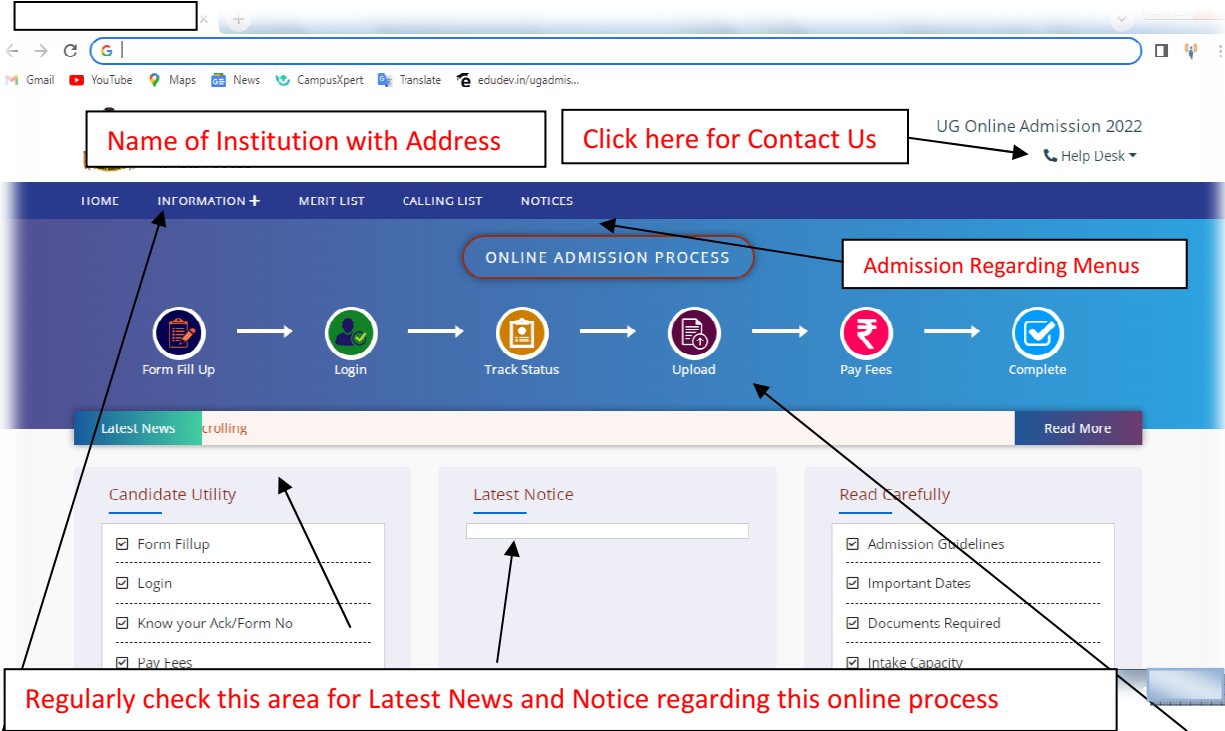 Gmail YouTube Maps News CampusXpert Translate edudev.in/ugadmis...
Name of Institution with Address
Click here for Contact Us
UG Online Admission 2022
Help Desk
HOME INFORMATION + MERIT LIST CALLING LIST NOTICES
ONLINE ADMISSION PROCESS
Admission Regarding Menus
Form Fill Up Login Track Status Upload Pay Fees Complete
Latest News crolling Read More
Candidate Utility Latest Notice Read Carefully
Form Fillup Admission Guidelines
Login Important Dates
Know your Ack/Form No Documents Required
Pay Fees Intake Capacity
Regularly check this area for Latest News and Notice regarding this online process